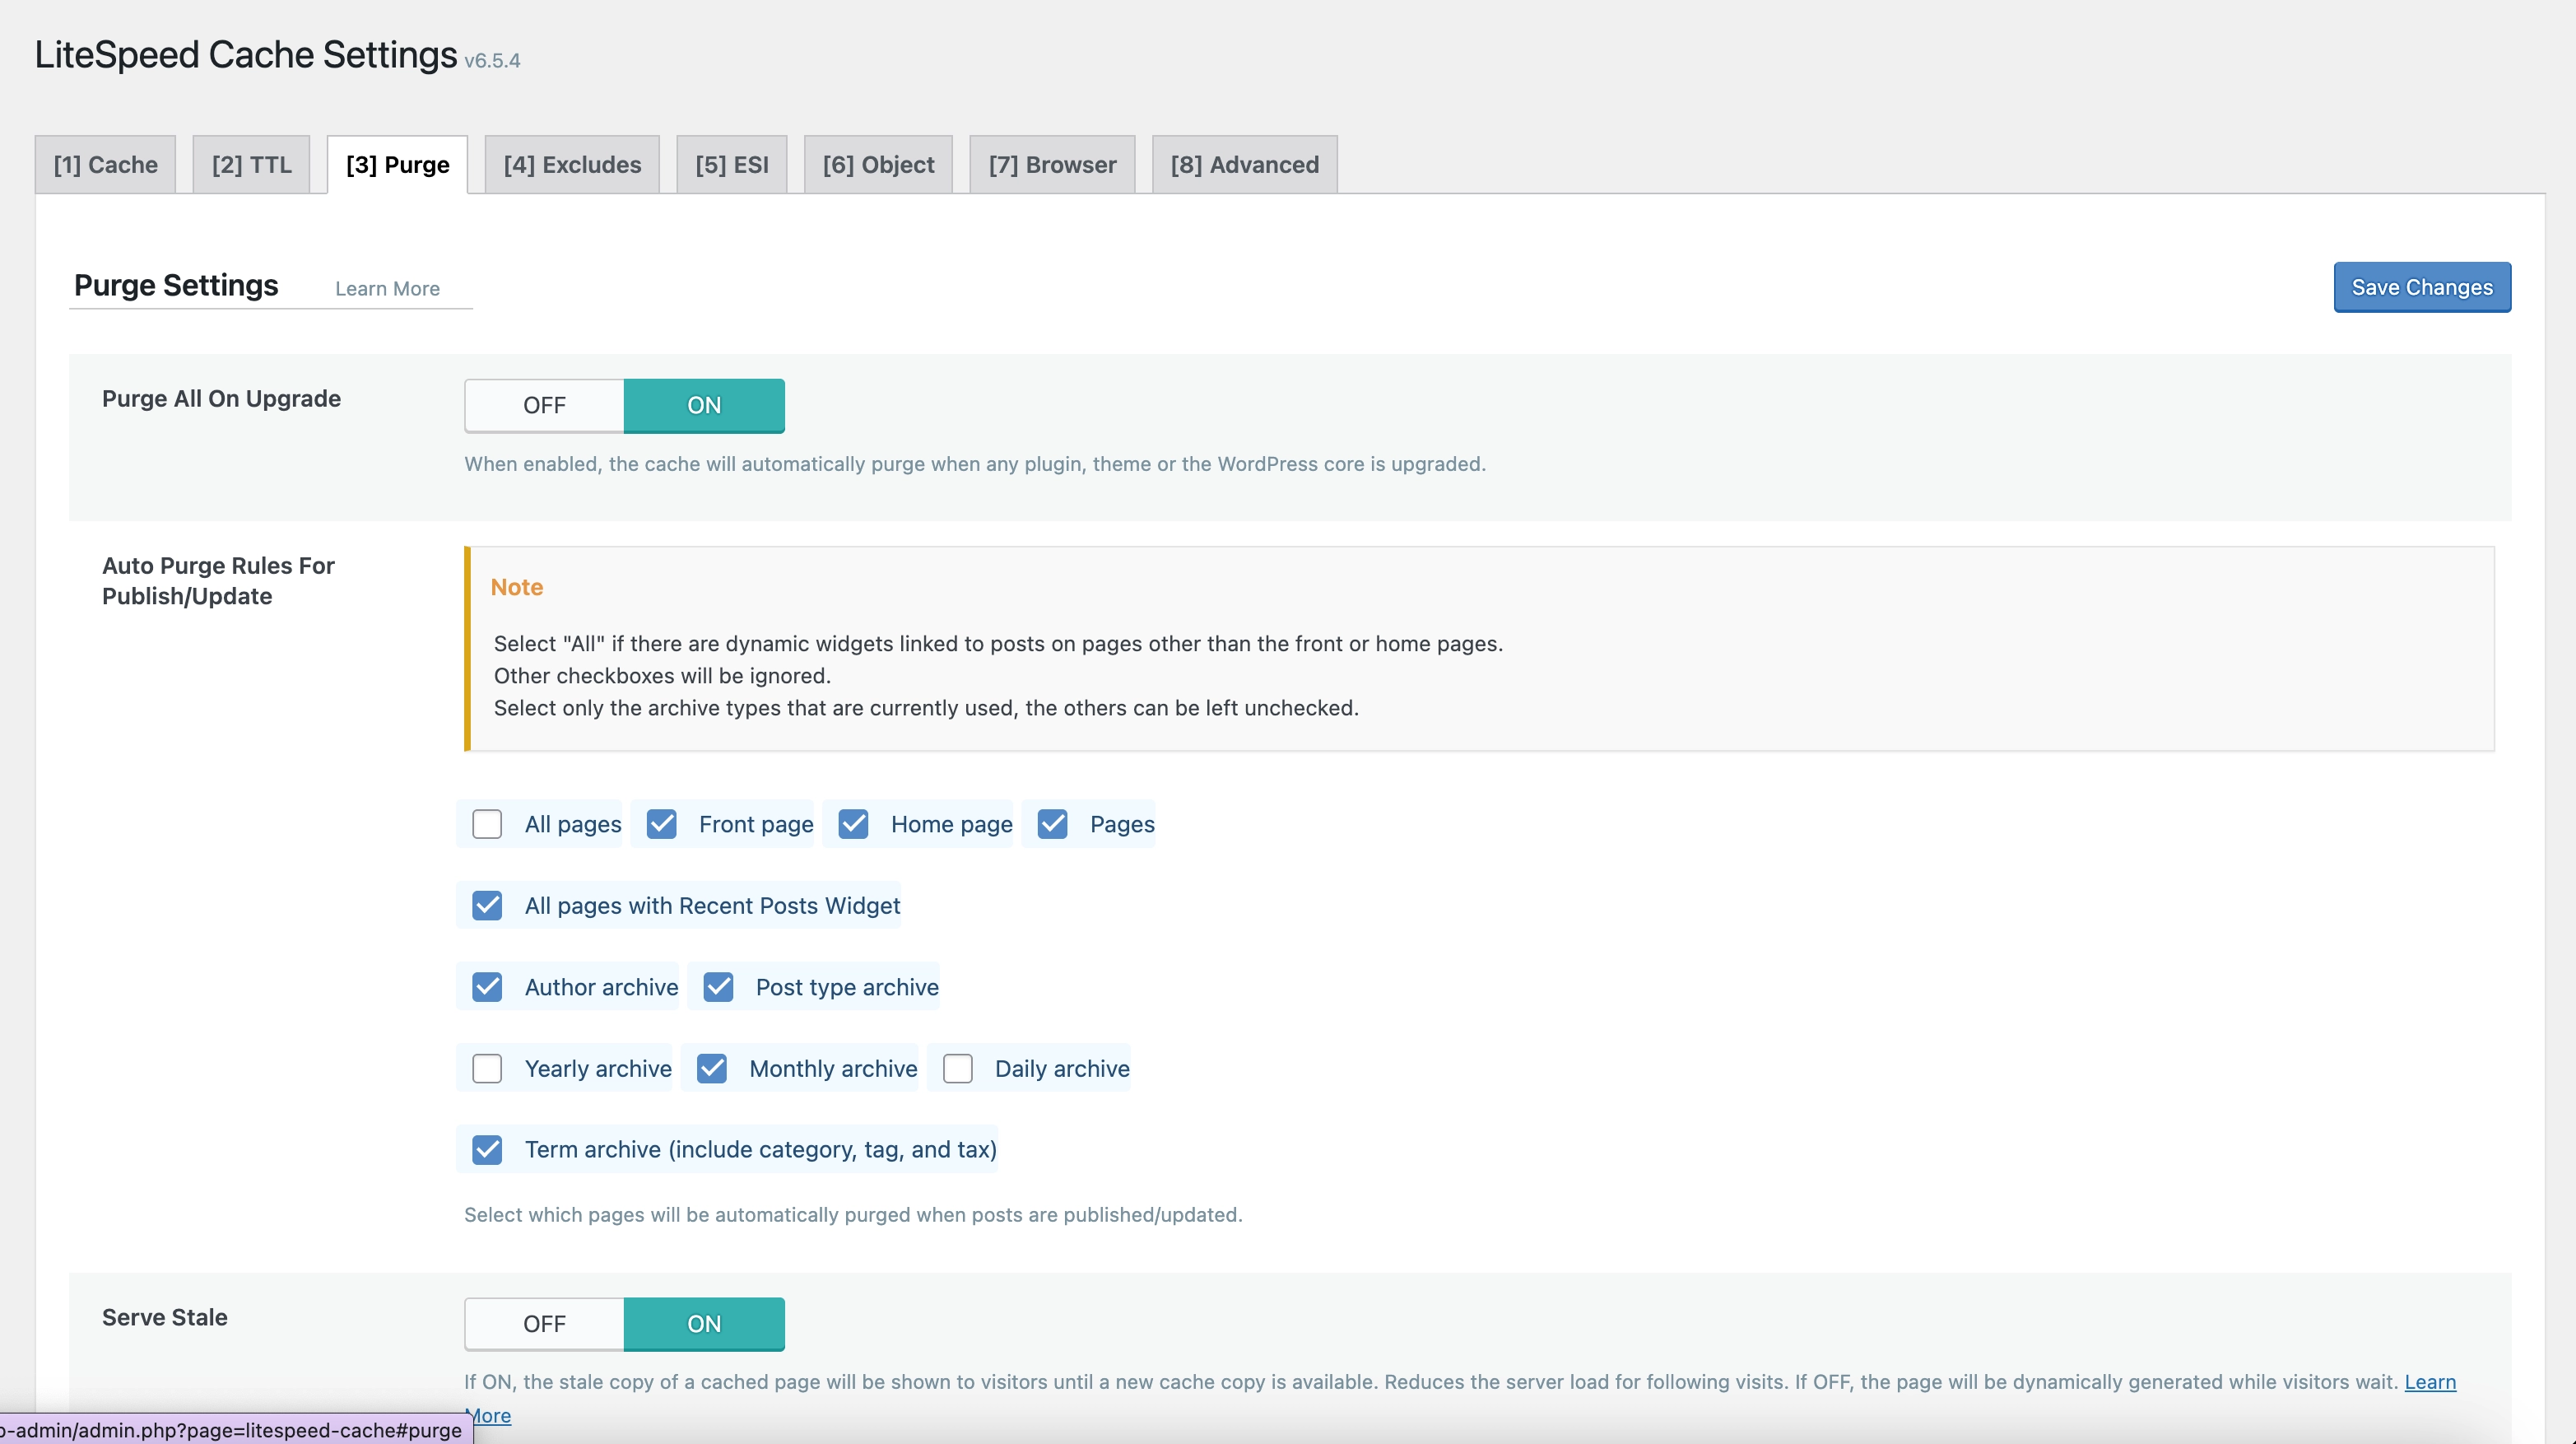 LiteSpeed Cache Settings v6.5.4
[1] Cache [2] TTL [3] Purge [4] Excludes [5] ESI [6] Object [7] Browser [8] Advanced
Purge Settings Learn More Save Changes
Purge All On Upgrade OFF ON
When enabled, the cache will automatically purge when any plugin, theme or the WordPress core is upgraded.
Auto Purge Rules For
Publish/Update
Note
Select "All" if there are dynamic widgets linked to posts on pages other than the front or home pages.
Other checkboxes will be ignored.
Select only the archive types that are currently used, the others can be left unchecked.
All pages Front page Home page Pages
All pages with Recent Posts Widget
Author archive Post type archive
Yearly archive Monthly archive Daily archive
Term archive (include category, tag, and tax)
Select which pages will be automatically purged when posts are published/updated.
Serve Stale OFF ON
If ON, the stale copy of a cached page will be shown to visitors until a new cache copy is available. Reduces the server load for following visits. If OFF, the page will be dynamically generated while visitors wait. Learn
More
p-admin/admin.php?page=litespeed-cache#purge